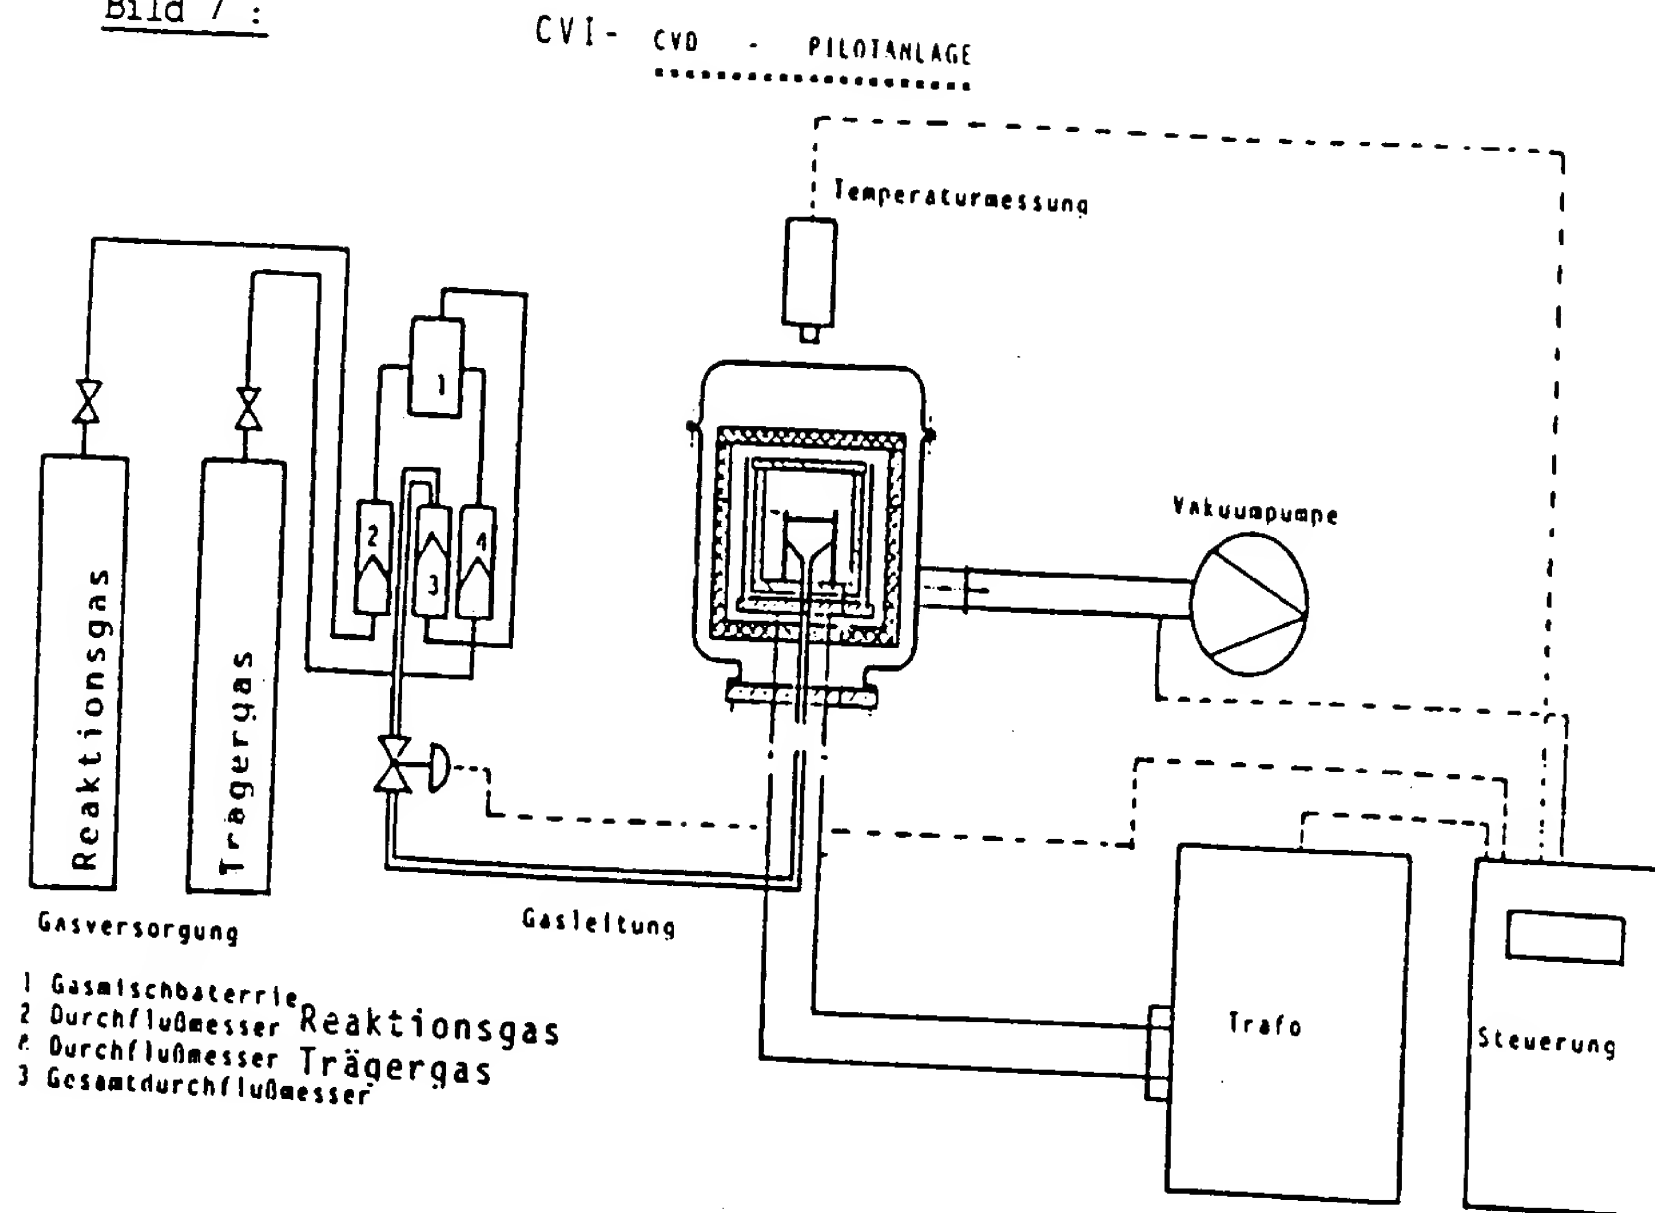 Bild 7 :
CVI- CVD - PILOTANLAGE
Temperaturmessung
1
2
3
4
Reaktionsgas
Trägergas
Vakuumpumpe
Gasversorgung
Gasleitung
Trafo
Steuerung
1 Gasmischbaterrie
2 Durchflußmesser Reaktionsgas
Durchflußmesser Trägergas
3 Gesamtdurchflußmesser